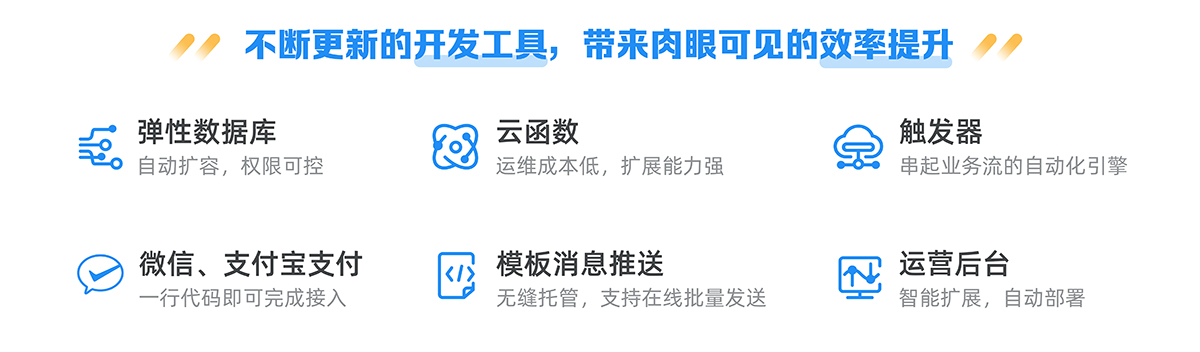 不断更新的开发工具，带来肉眼可见的效率提升
弹性数据库
自动扩容，权限可控
云函数
运维成本低，扩展能力强
触发器
串起业务流的自动化引擎
微信、支付宝支付
一行代码即可完成接入
模板消息推送
无缝托管，支持在线批量发送
运营后台
智能扩展，自动部署